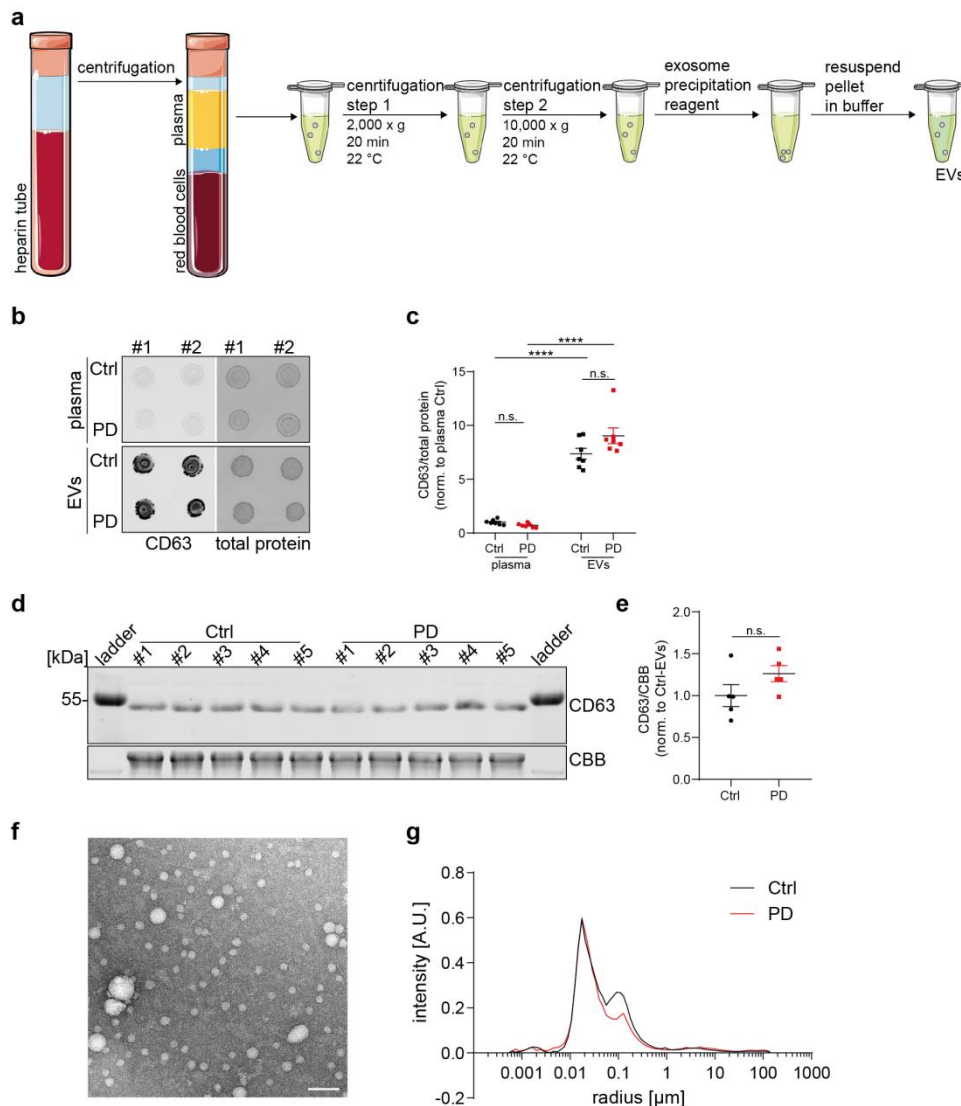 a
centrifugation
heparin tube
plasma
red blood cells
cenrtifugation
step 1
2,000 x g
20 min
22 °C
centrifugation
step 2
10,000 x g
20 min
22 °C
exosome
precipitation
reagent
resuspend
pellet
in buffer
EVs
b
#1 #2 #1 #2
plasma
Ctrl
PD
EVs
Ctrl
PD
CD63 total protein
c
CD63/total protein
(norm. to plasma Ctrl)
****
****
n.s.
n.s.
15
10
5
0
Ctrl PD Ctrl PD
plasma EVs
d
[kDa]
ladder
Ctrl
PD
ladder
#1 #2 #3 #4 #5 #1 #2 #3 #4 #5
55-
CD63
CBB
e
CD63/CBB
(norm. to Ctrl-EVs)
n.s.
2.0
1.5
1.0
0.5
0.0
Ctrl PD
f
g
intensity [A.U.]
0.8
0.6
0.4
0.2
0.0
-0.2
Ctrl
PD
0.001 0.01 0.1 1 10 100 1000
radius [µm]